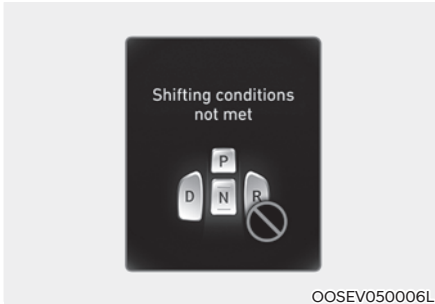 Shifting conditions
not met
P
D N R
OOSEV050006L